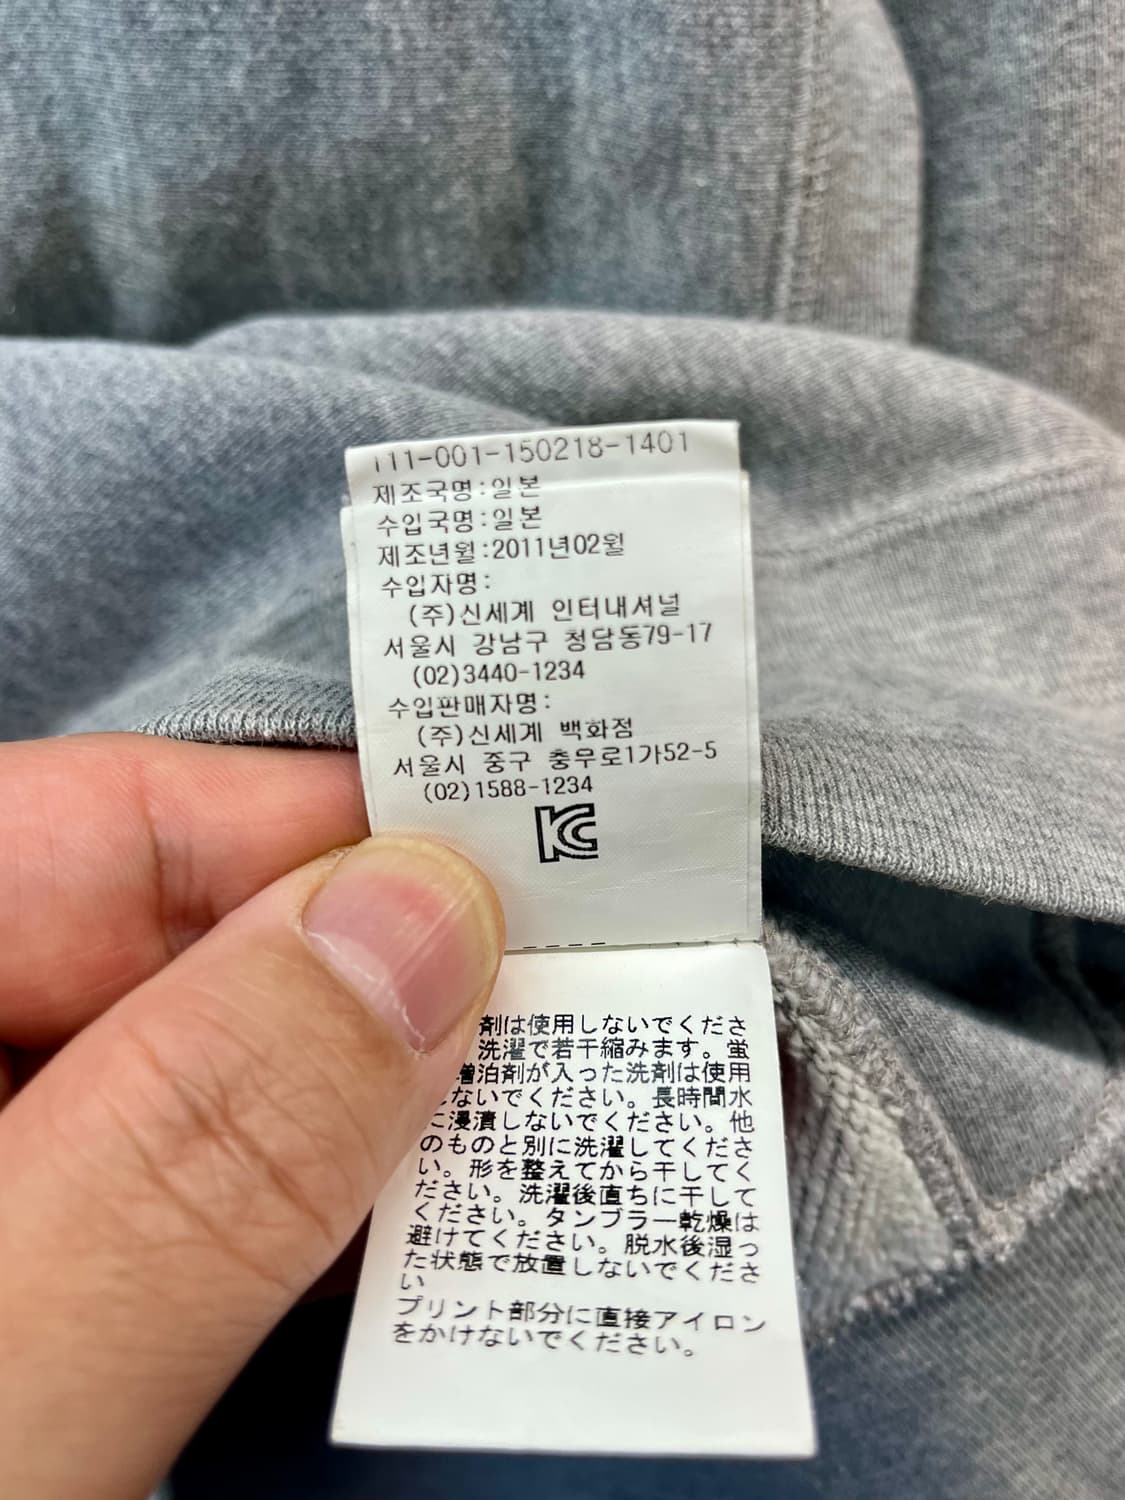 111-001-150218-1401
제조국명:일본
수입국명:일본
제조년월:2011년02월
수입자명:
(주)신세계 인터내셔널
서울시 강남구 청담동79-17
(02)3440-1234
수입판매자명:
(주)신세계 백화점
서울시 중구 충무로1가52-5
(02)1588-1234
KC
剤は使用しないでくださ
洗濯で若干縮みます。蛍
増泊剤が入った洗剤は使用
しないでください。長時間水
に浸漬しないでください。他
のものと別に洗濯してくださ
い。形を整えてから干してく
ださい。洗濯後直ちに干して
ください。タンブラー乾燥は
避けてください。脱水後湿っ
た状態で放置しないでくださ
い
プリント部分に直接アイロン
をかけないでください。